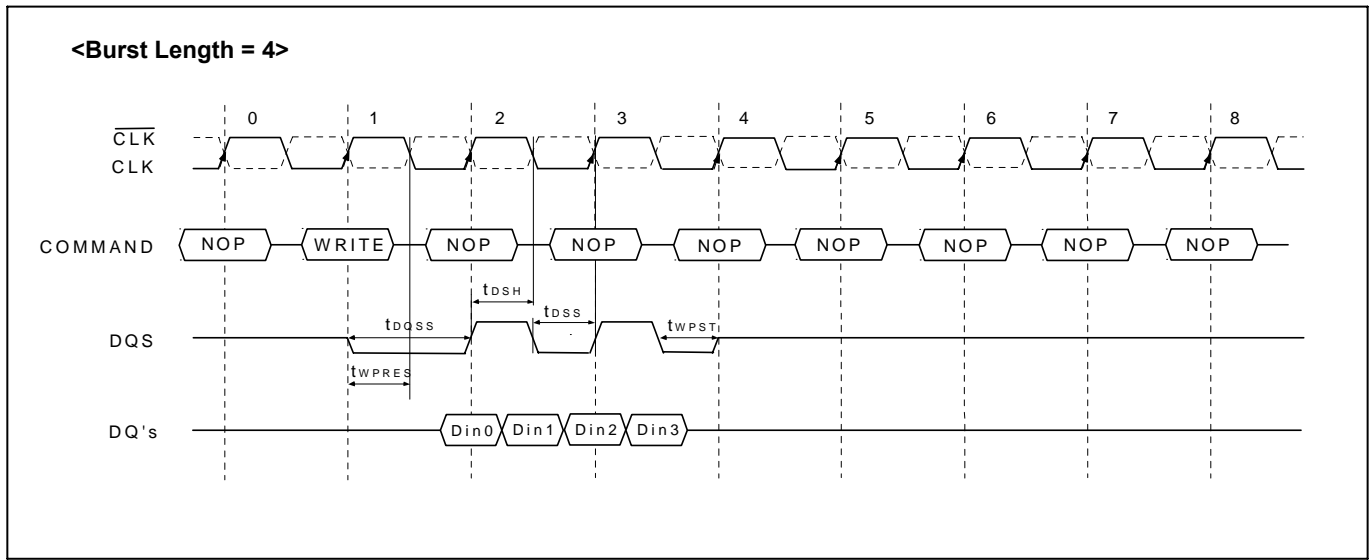 <Burst Length = 4>
0 1 2 3 4 5 6 7 8
CLK
CLK
COMMAND NOP WRITE NOP NOP NOP NOP NOP NOP NOP
tDSH
tDQSS tDSS tWPST
DQS
tWPRES
DQ's Din0 Din1 Din2 Din3